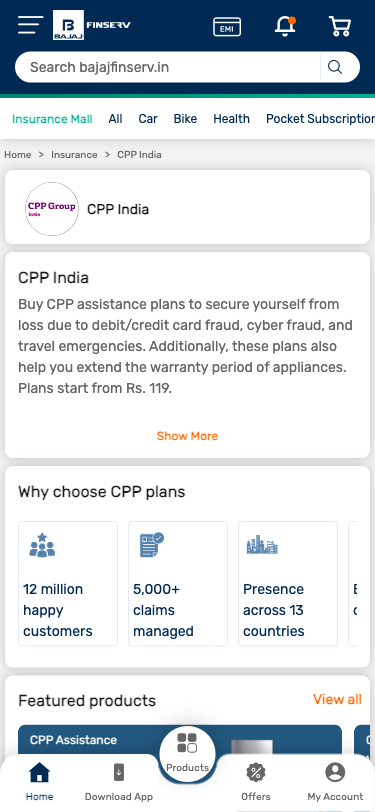 BAJAJ FINSERV
EMI
Search bajajfinserv.in
Insurance Mall All Car Bike Health Pocket Subscription
Home > Insurance > CPP India
CPP Group
India
CPP India
CPP India
Buy CPP assistance plans to secure yourself from
loss due to debit/credit card fraud, cyber fraud, and
travel emergencies. Additionally, these plans also
help you extend the warranty period of appliances.
Plans start from Rs. 119.
Show More
Why choose CPP plans
12 million
happy
customers
5,000+
claims
managed
Presence
across 13
countries
Featured products
View all
CPP Assistance
Home
Download App
Products
Offers
My Account